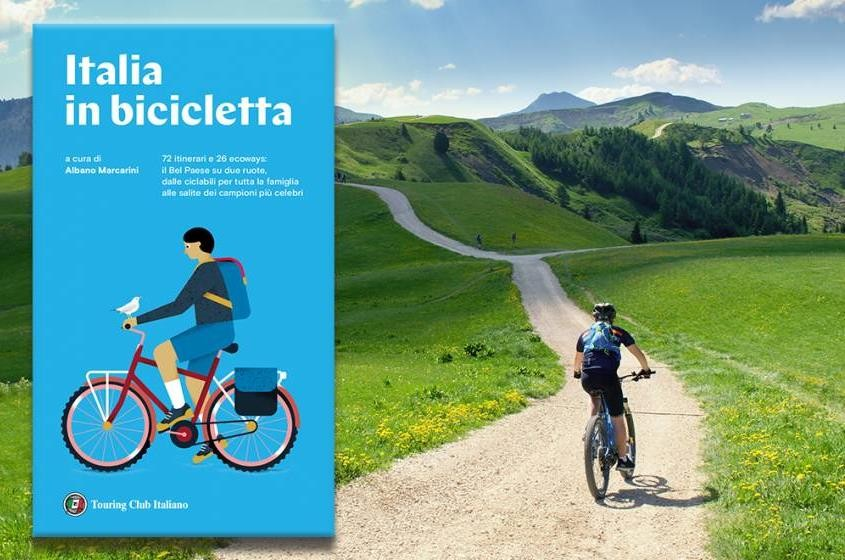 Italia
in bicicletta
a cura di
Albano Marcarini
72 itinerari e 26 ecoways:
il Bel Paese su due ruote,
dalle ciclabili per tutta la famiglia
alle salite dei campioni più celebri
Touring Club Italiano